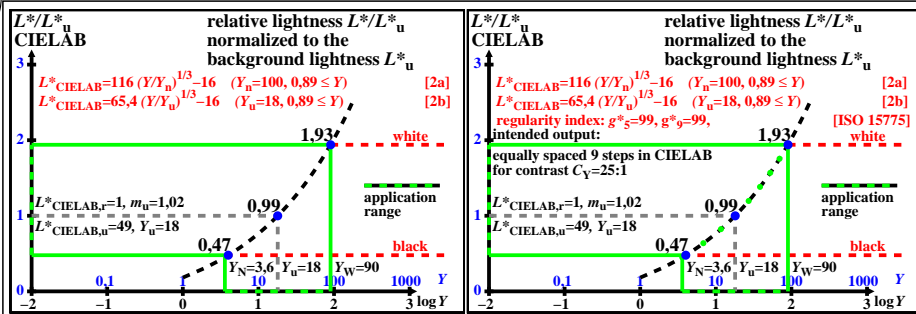 L*/L*u
CIELAB
relative lightness L*/L*u
normalized to the
background lightness L*u
3
L*CIELAB=116 (Y/Yn)1/3−16 (Yn=100, 0,89 ≤ Y) [2a]
L*CIELAB=65,4 (Y/Yu)1/3−16 (Yu=18, 0,89 ≤ Y) [2b]
1,93
white
2
application
range
L*CIELAB,r=1, mu=1,02
0,99
1
L*CIELAB,u=49, Yu=18
0,47
black
YN=3,6 Yu=18 YW=90
0,1 1 10 100 1000 Y
0
−2 −1 0 1 2 3 log Y
L*/L*u
CIELAB
relative lightness L*/L*u
normalized to the
background lightness L*u
3
L*CIELAB=116 (Y/Yn)1/3−16 (Yn=100, 0,89 ≤ Y) [2a]
L*CIELAB=65,4 (Y/Yu)1/3−16 (Yu=18, 0,89 ≤ Y) [2b]
regularity index: g*5=99, g*9=99, [ISO 15775]
intended output:
1,93
white
2
equally spaced 9 steps in CIELAB
for contrast CY=25:1
application
range
L*CIELAB,r=1, mu=1,02
0,99
1
L*CIELAB,u=49, Yu=18
0,47
black
YN=3,6 Yu=18 YW=90
0,1 1 10 100 1000 Y
0
−2 −1 0 1 2 3 log Y